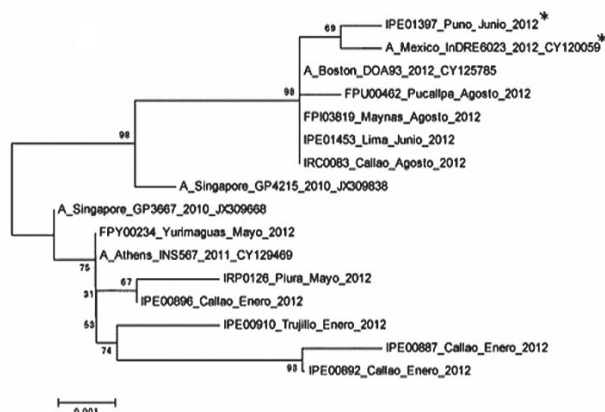 69
IPE01397_Puno_Junio_2012*
A_Mexico_InDRE6023_2012_CY120059*
A_Boston_DOA93_2012_CY125785
98
FPU00462_Pucallpa_Agosto_2012
FPI03819_Maynas_Agosto_2012
98
IPE01453_Lima_Junio_2012
IRC0083_Callao_Agosto_2012
A_Singapore_GP4215_2010_JX309838
A_Singapore_GP3667_2010_JX309668
FPY00234_Yurimaguas_Mayo_2012
A_Athens_INS567_2011_CY129469
75
67
IRP0126_Piura_Mayo_2012
31
IPE00896_Callao_Enero_2012
53
IPE00910_Trujillo_Enero_2012
74
IPE00887_Callao_Enero_2012
93
IPE00892_Callao_Enero_2012
0.001